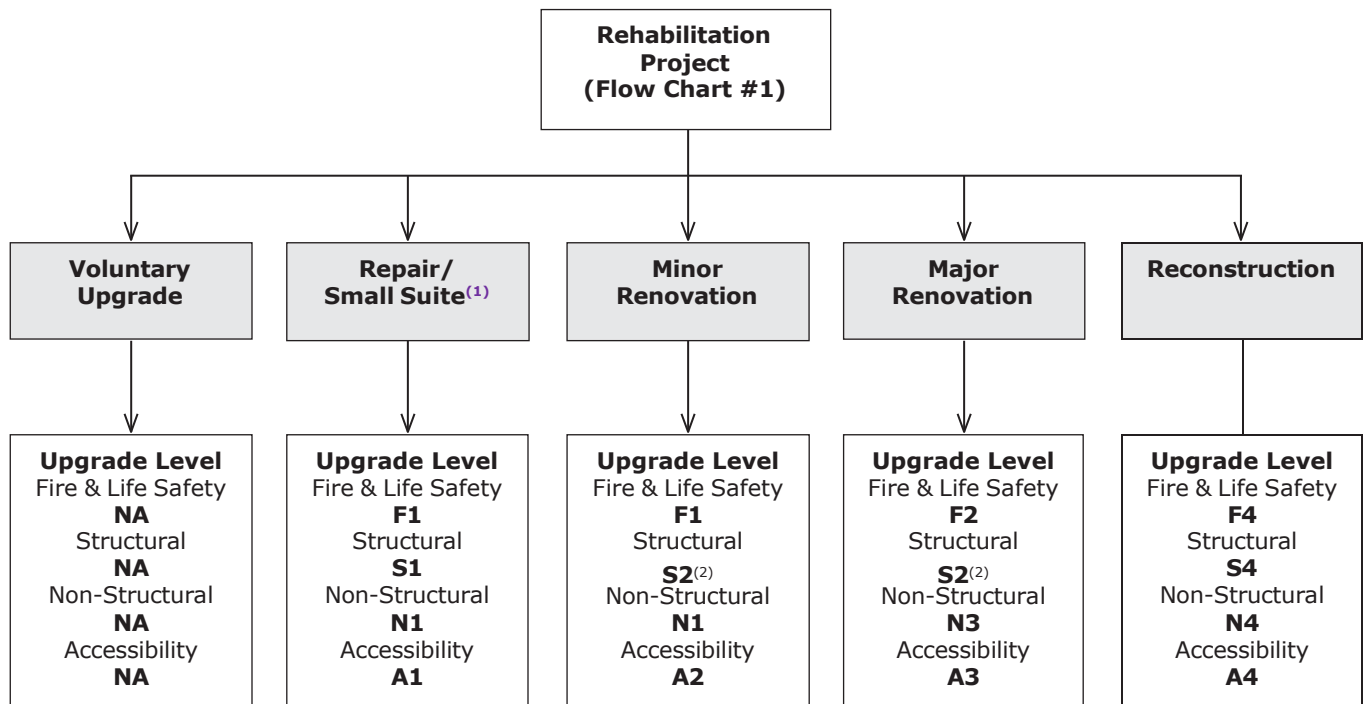 Rehabilitation
Project
(Flow Chart #1)
Voluntary
Upgrade
Repair/
Small Suite(1)
Minor
Renovation
Major
Renovation
Reconstruction
Upgrade Level
Fire & Life Safety
NA
Structural
NA
Non-Structural
NA
Accessibility
NA
Upgrade Level
Fire & Life Safety
F1
Structural
S1
Non-Structural
N1
Accessibility
A1
Upgrade Level
Fire & Life Safety
F1
Structural
S2(2)
Non-Structural
N1
Accessibility
A2
Upgrade Level
Fire & Life Safety
F2
Structural
S2(2)
Non-Structural
N3
Accessibility
A3
Upgrade Level
Fire & Life Safety
F4
Structural
S4
Non-Structural
N4
Accessibility
A4